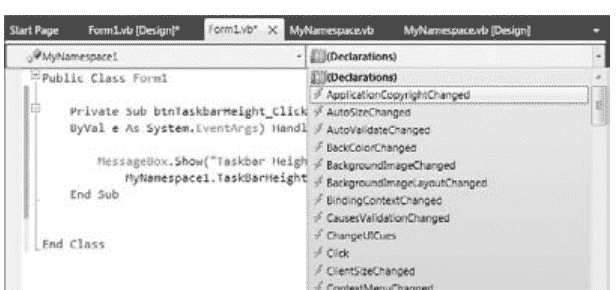 Start Page Form1.vb [Design]* Form1.vb* X MyNamespace.vb MyNamespace.vb [Design]
MyNamespace1 (Declarations)
Public Class Form1
(Declarations)
ApplicationCopyrightChanged
Private Sub btnTaskbarHeight_Click
AutoSizeChanged
ByVal e As System.EventArgs) Handl
AutoValidateChanged
BackColorChanged
MessageBox.Show("Taskbar Heigh
BackgroundImageChanged
MyNamespace1.TaskBarHeight
BackgroundImageLayoutChanged
End Sub
BindingContextChanged
CausesValidationChanged
ChangeUICues
End Class
Click
ClientSizeChanged
ContextMenuChanged